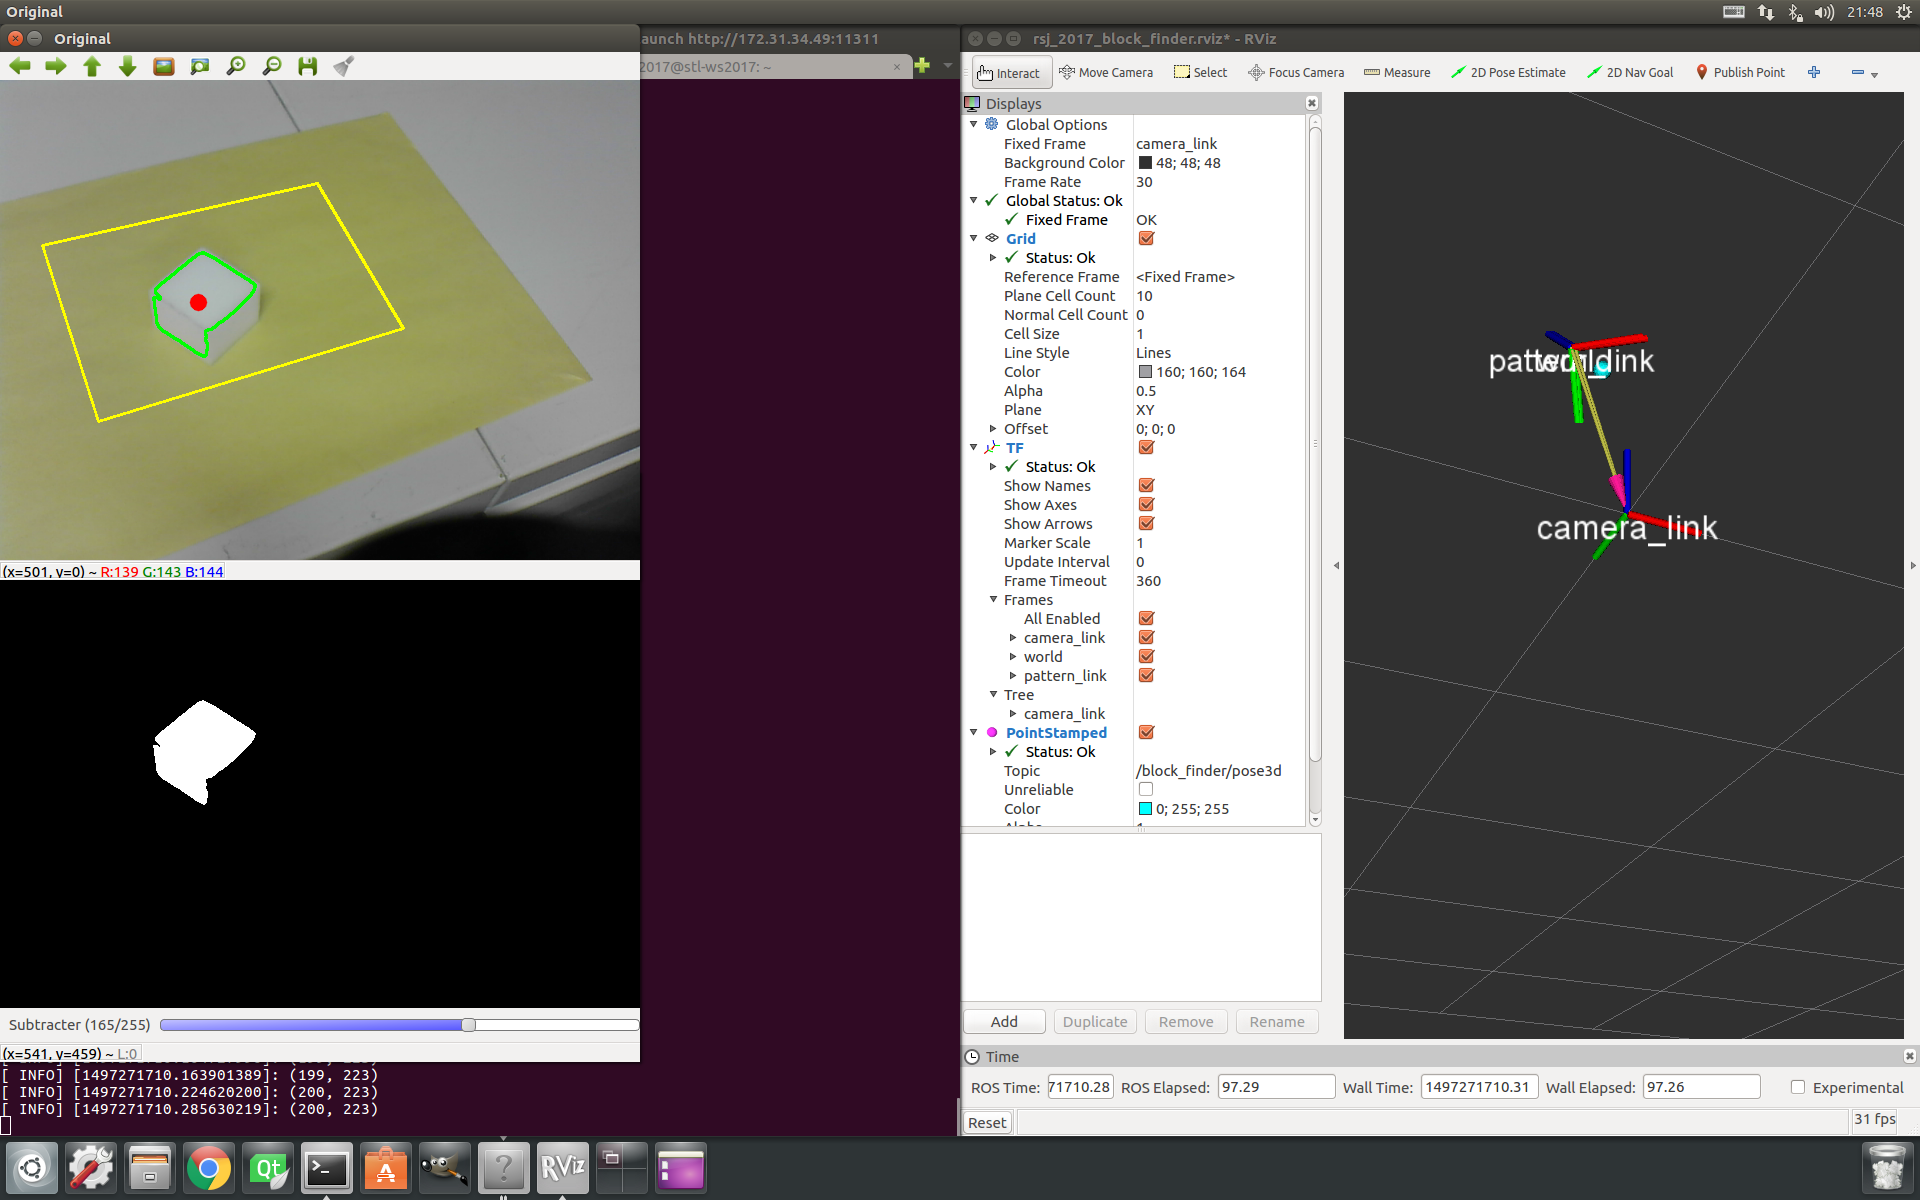 Original
21:48
Original
aunch http://172.31.34.49:11311
2017@stl-ws2017: ~
(x=501, y=0) ~ R:139 G:143 B:144
Subtracter (165/255)
(x=541, y=459) ~ L:0
[ INFO] [1497271710.163901389]: (199, 223)
[ INFO] [1497271710.224620200]: (200, 223)
[ INFO] [1497271710.285630219]: (200, 223)
rsj_2017_block_finder.rviz* - RViz
Interact Move Camera Select Focus Camera Measure 2D Pose Estimate 2D Nav Goal Publish Point
Displays
Global Options
Fixed Frame camera_link
Background Color 48; 48; 48
Frame Rate 30
Global Status: Ok
Fixed Frame OK
Grid
Status: Ok
Reference Frame <Fixed Frame>
Plane Cell Count 10
Normal Cell Count 0
Cell Size 1
Line Style Lines
Color 160; 160; 164
Alpha 0.5
Plane XY
Offset 0; 0; 0
TF
Status: Ok
Show Names
Show Axes
Show Arrows
Marker Scale 1
Update Interval 0
Frame Timeout 360
Frames
All Enabled
camera_link
world
pattern_link
Tree
camera_link
PointStamped
Status: Ok
Topic /block_finder/pose3d
Unreliable
Color 0; 255; 255
Alpha 1
Add Duplicate Remove Rename
pattern_link
world
camera_link
Time
ROS Time: 71710.28 ROS Elapsed: 97.29 Wall Time: 1497271710.31 Wall Elapsed: 97.26 Experimental
Reset 31 fps
Qt
>_
A
?
RViz